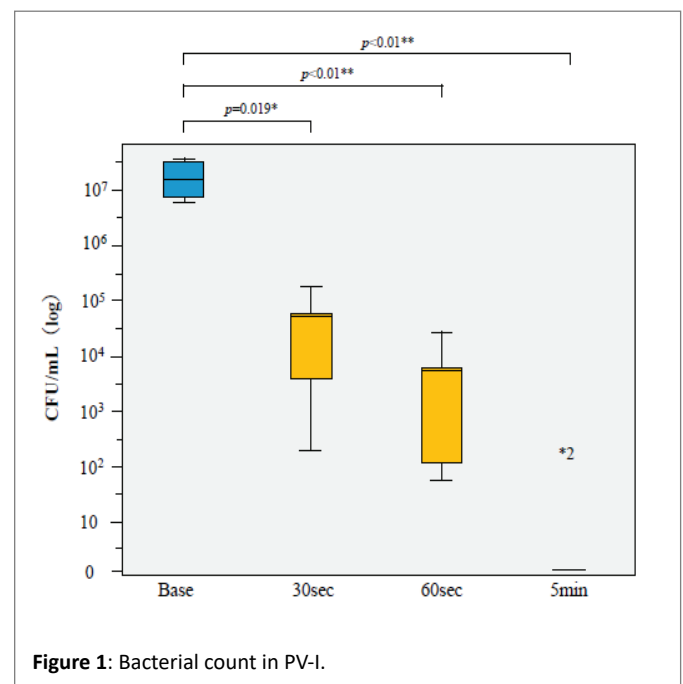 p<0.01**
p<0.01**
p=0.019*
CFU/mL (log)
10⁷
10⁶
10⁵
10⁴
10³
10²
10
0
*2
Base 30sec 60sec 5min
Figure 1: Bacterial count in PV-I.